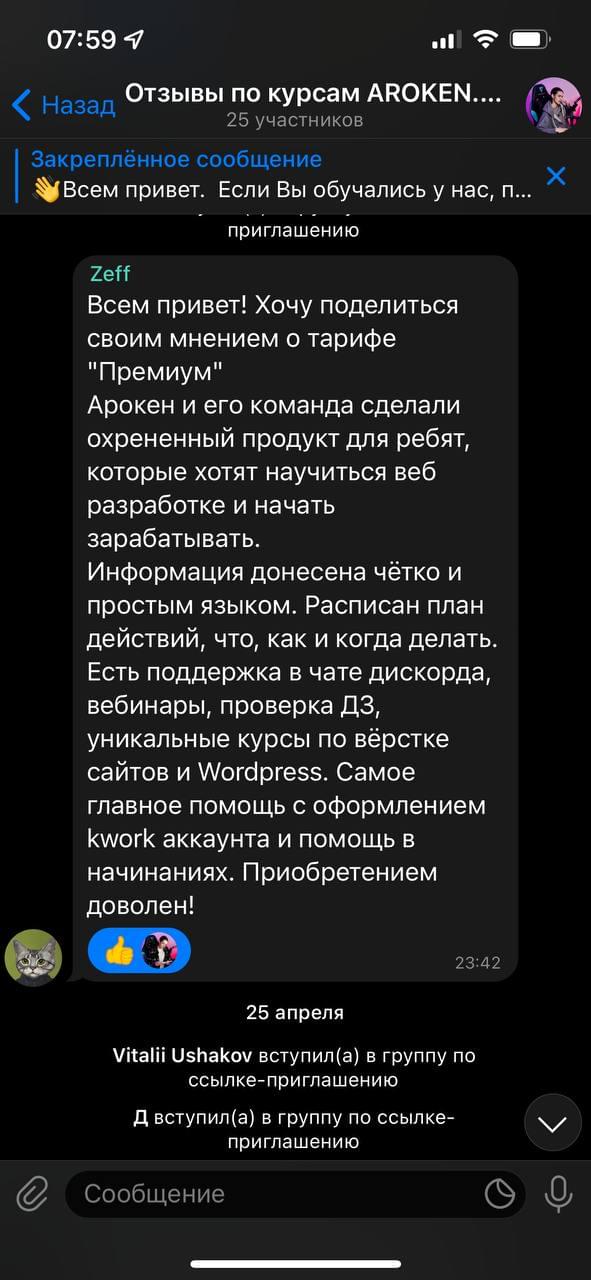 07:59
Назад
Отзывы по курсам AROKEN....
25 участников
Закреплённое сообщение
👋Всем привет. Если Вы обучались у нас, п...
приглашению
Zeff
Всем привет! Хочу поделиться
своим мнением о тарифе
"Премиум"
Арокен и его команда сделали
охрененный продукт для ребят,
которые хотят научиться веб
разработке и начать
зарабатывать.
Информация донесена чётко и
простым языком. Расписан план
действий, что, как и когда делать.
Есть поддержка в чате дискорда,
вебинары, проверка ДЗ,
уникальные курсы по вёрстке
сайтов и Wordpress. Самое
главное помощь с оформлением
kwork аккаунта и помощь в
начинаниях. Приобретением
доволен!
👍
23:42
25 апреля
Vitalii Ushakov вступил(а) в группу по
ссылке-приглашению
Д вступил(а) в группу по ссылке-
приглашению
Сообщение